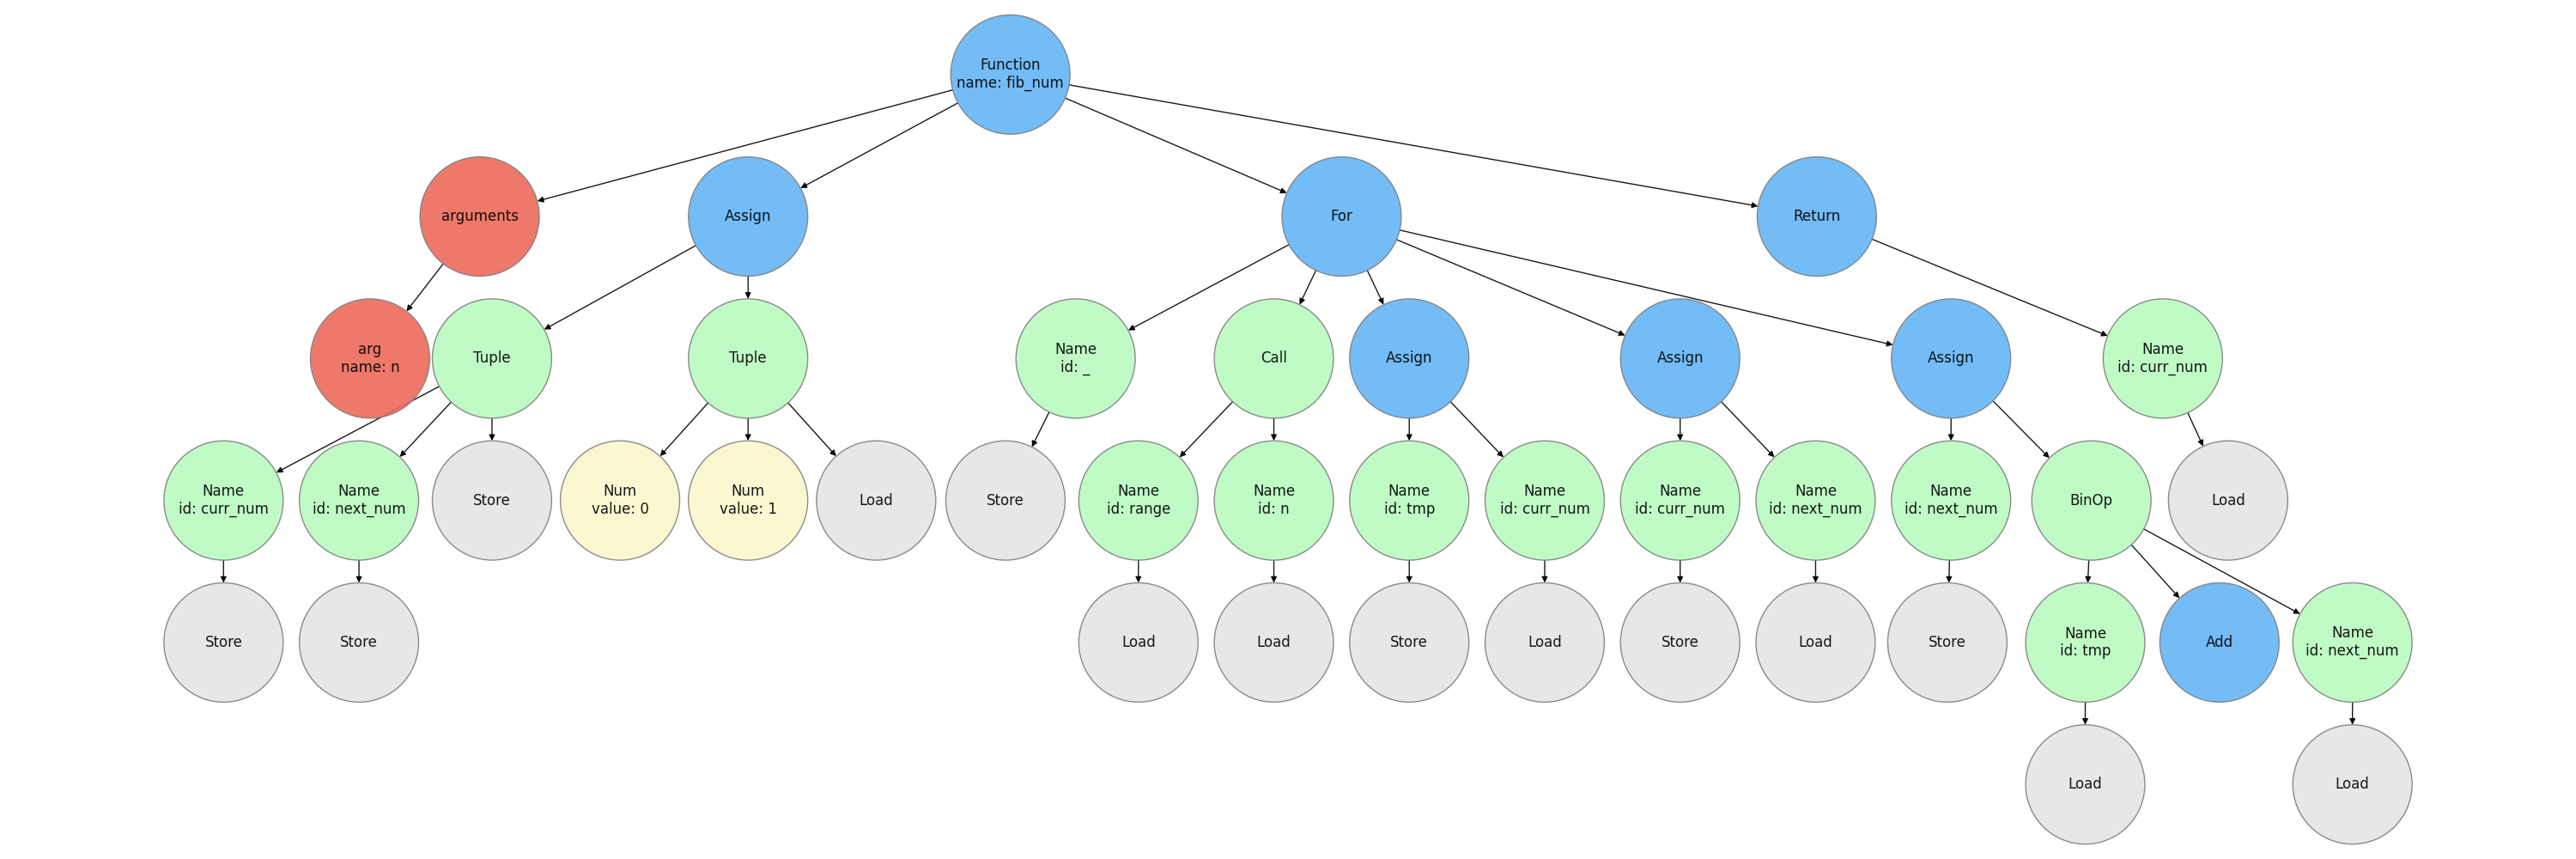 Function
name: fib_num
arguments
Assign
For
Return
arg
name: n
Tuple
Tuple
Name
id: _
Call
Assign
Assign
Assign
Name
id: curr_num
Name
id: curr_num
Name
id: next_num
Store
Num
value: 0
Num
value: 1
Load
Store
Name
id: range
Name
id: n
Name
id: tmp
Name
id: curr_num
Name
id: curr_num
Name
id: next_num
Name
id: next_num
BinOp
Load
Store
Store
Load
Load
Store
Load
Store
Load
Store
Name
id: tmp
Add
Name
id: next_num
Load
Load